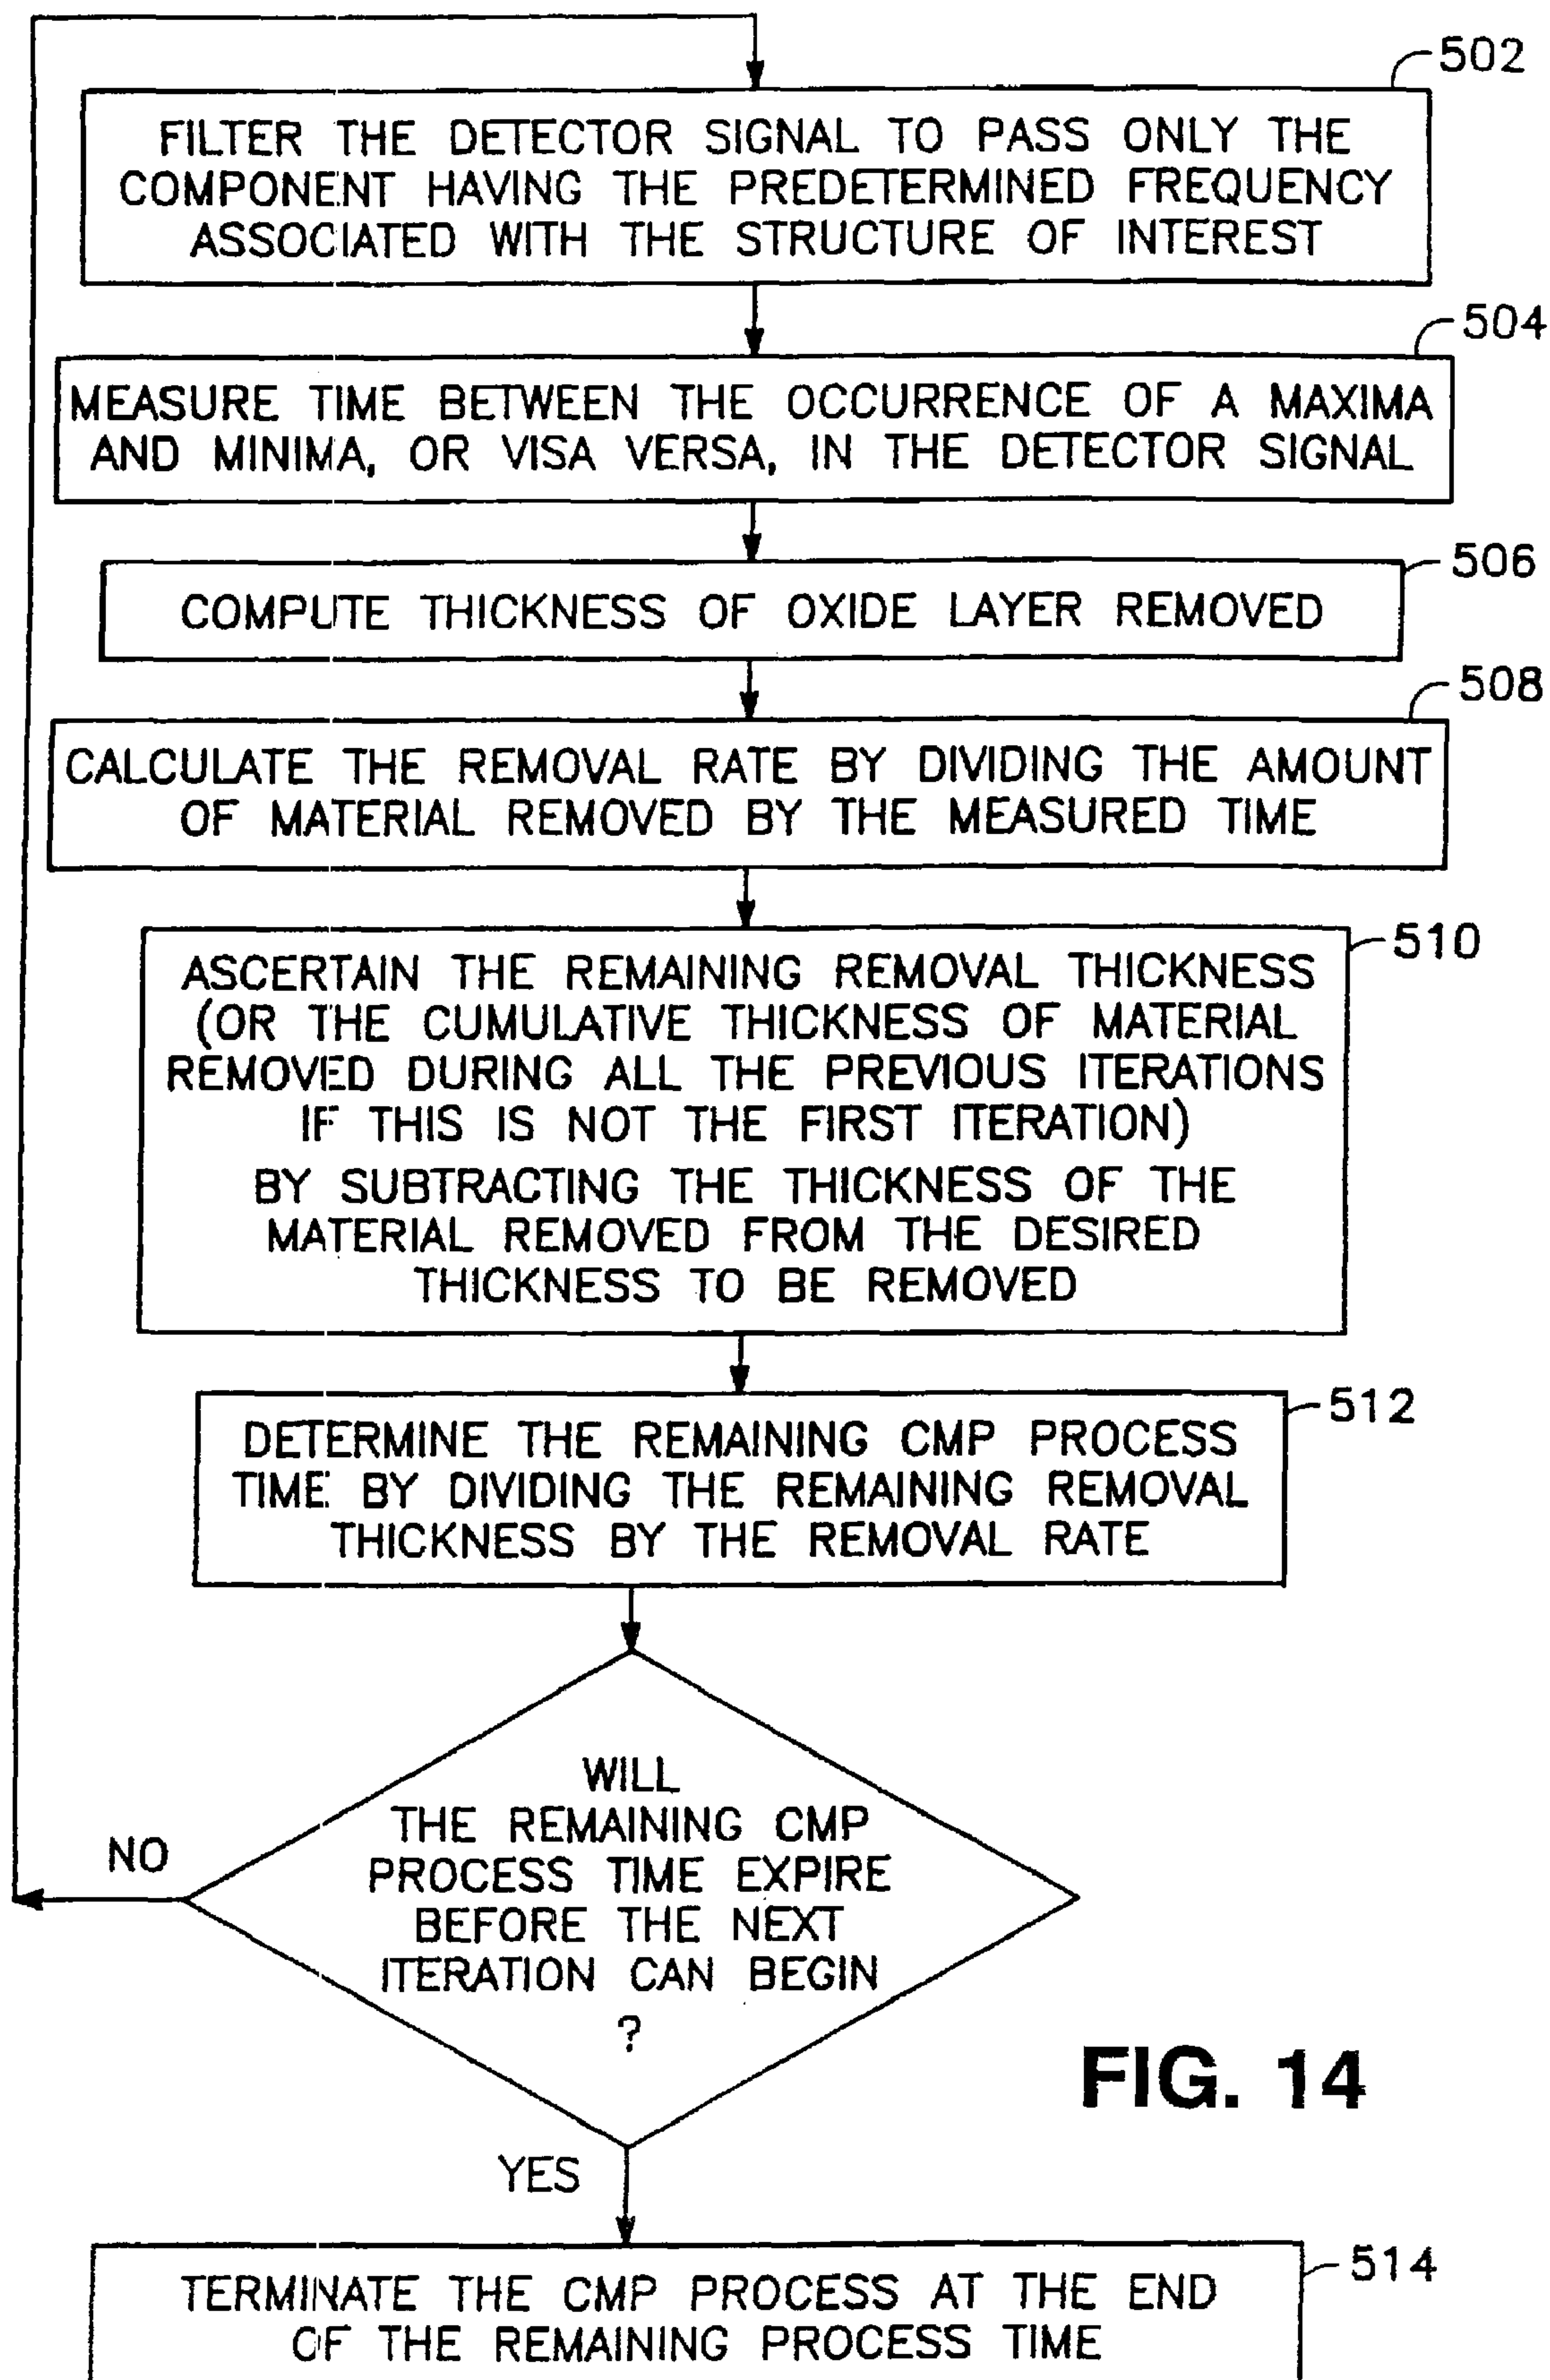 502
FILTER THE DETECTOR SIGNAL TO PASS ONLY THE
COMPONENT HAVING THE PREDETERMINED FREQUENCY
ASSOCIATED WITH THE STRUCTURE OF INTEREST
504
MEASURE TIME BETWEEN THE OCCURRENCE OF A MAXIMA
AND MINIMA, OR VISA VERSA, IN THE DETECTOR SIGNAL
506
COMPUTE THICKNESS OF OXIDE LAYER REMOVED
508
CALCULATE THE REMOVAL RATE BY DIVIDING THE AMOUNT
OF MATERIAL REMOVED BY THE MEASURED TIME
510
ASCERTAIN THE REMAINING REMOVAL THICKNESS
(OR THE CUMULATIVE THICKNESS OF MATERIAL
REMOVED DURING ALL THE PREVIOUS ITERATIONS
IF THIS IS NOT THE FIRST ITERATION)
BY SUBTRACTING THE THICKNESS OF THE
MATERIAL REMOVED FROM THE DESIRED
THICKNESS TO BE REMOVED
512
DETERMINE THE REMAINING CMP PROCESS
TIME BY DIVIDING THE REMAINING REMOVAL
THICKNESS BY THE REMOVAL RATE
WILL
THE REMAINING CMP
PROCESS TIME EXPIRE
BEFORE THE NEXT
ITERATION CAN BEGIN
?
NO
FIG. 14
YES
514
TERMINATE THE CMP PROCESS AT THE END
OF THE REMAINING PROCESS TIME